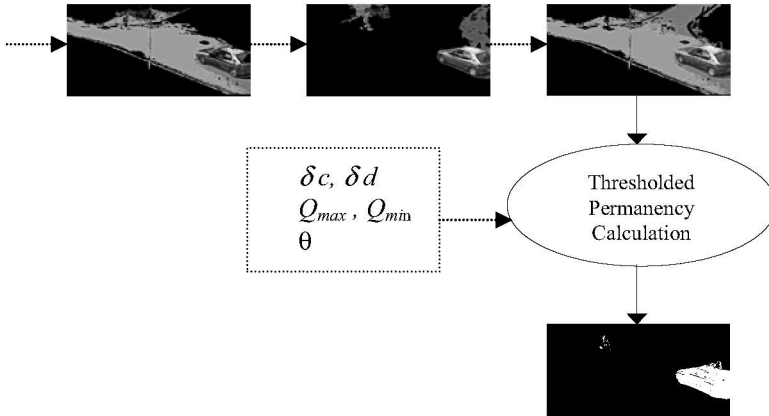 δc, δd
Qmax , Qmin
θ
Thresholded
Permanency
Calculation